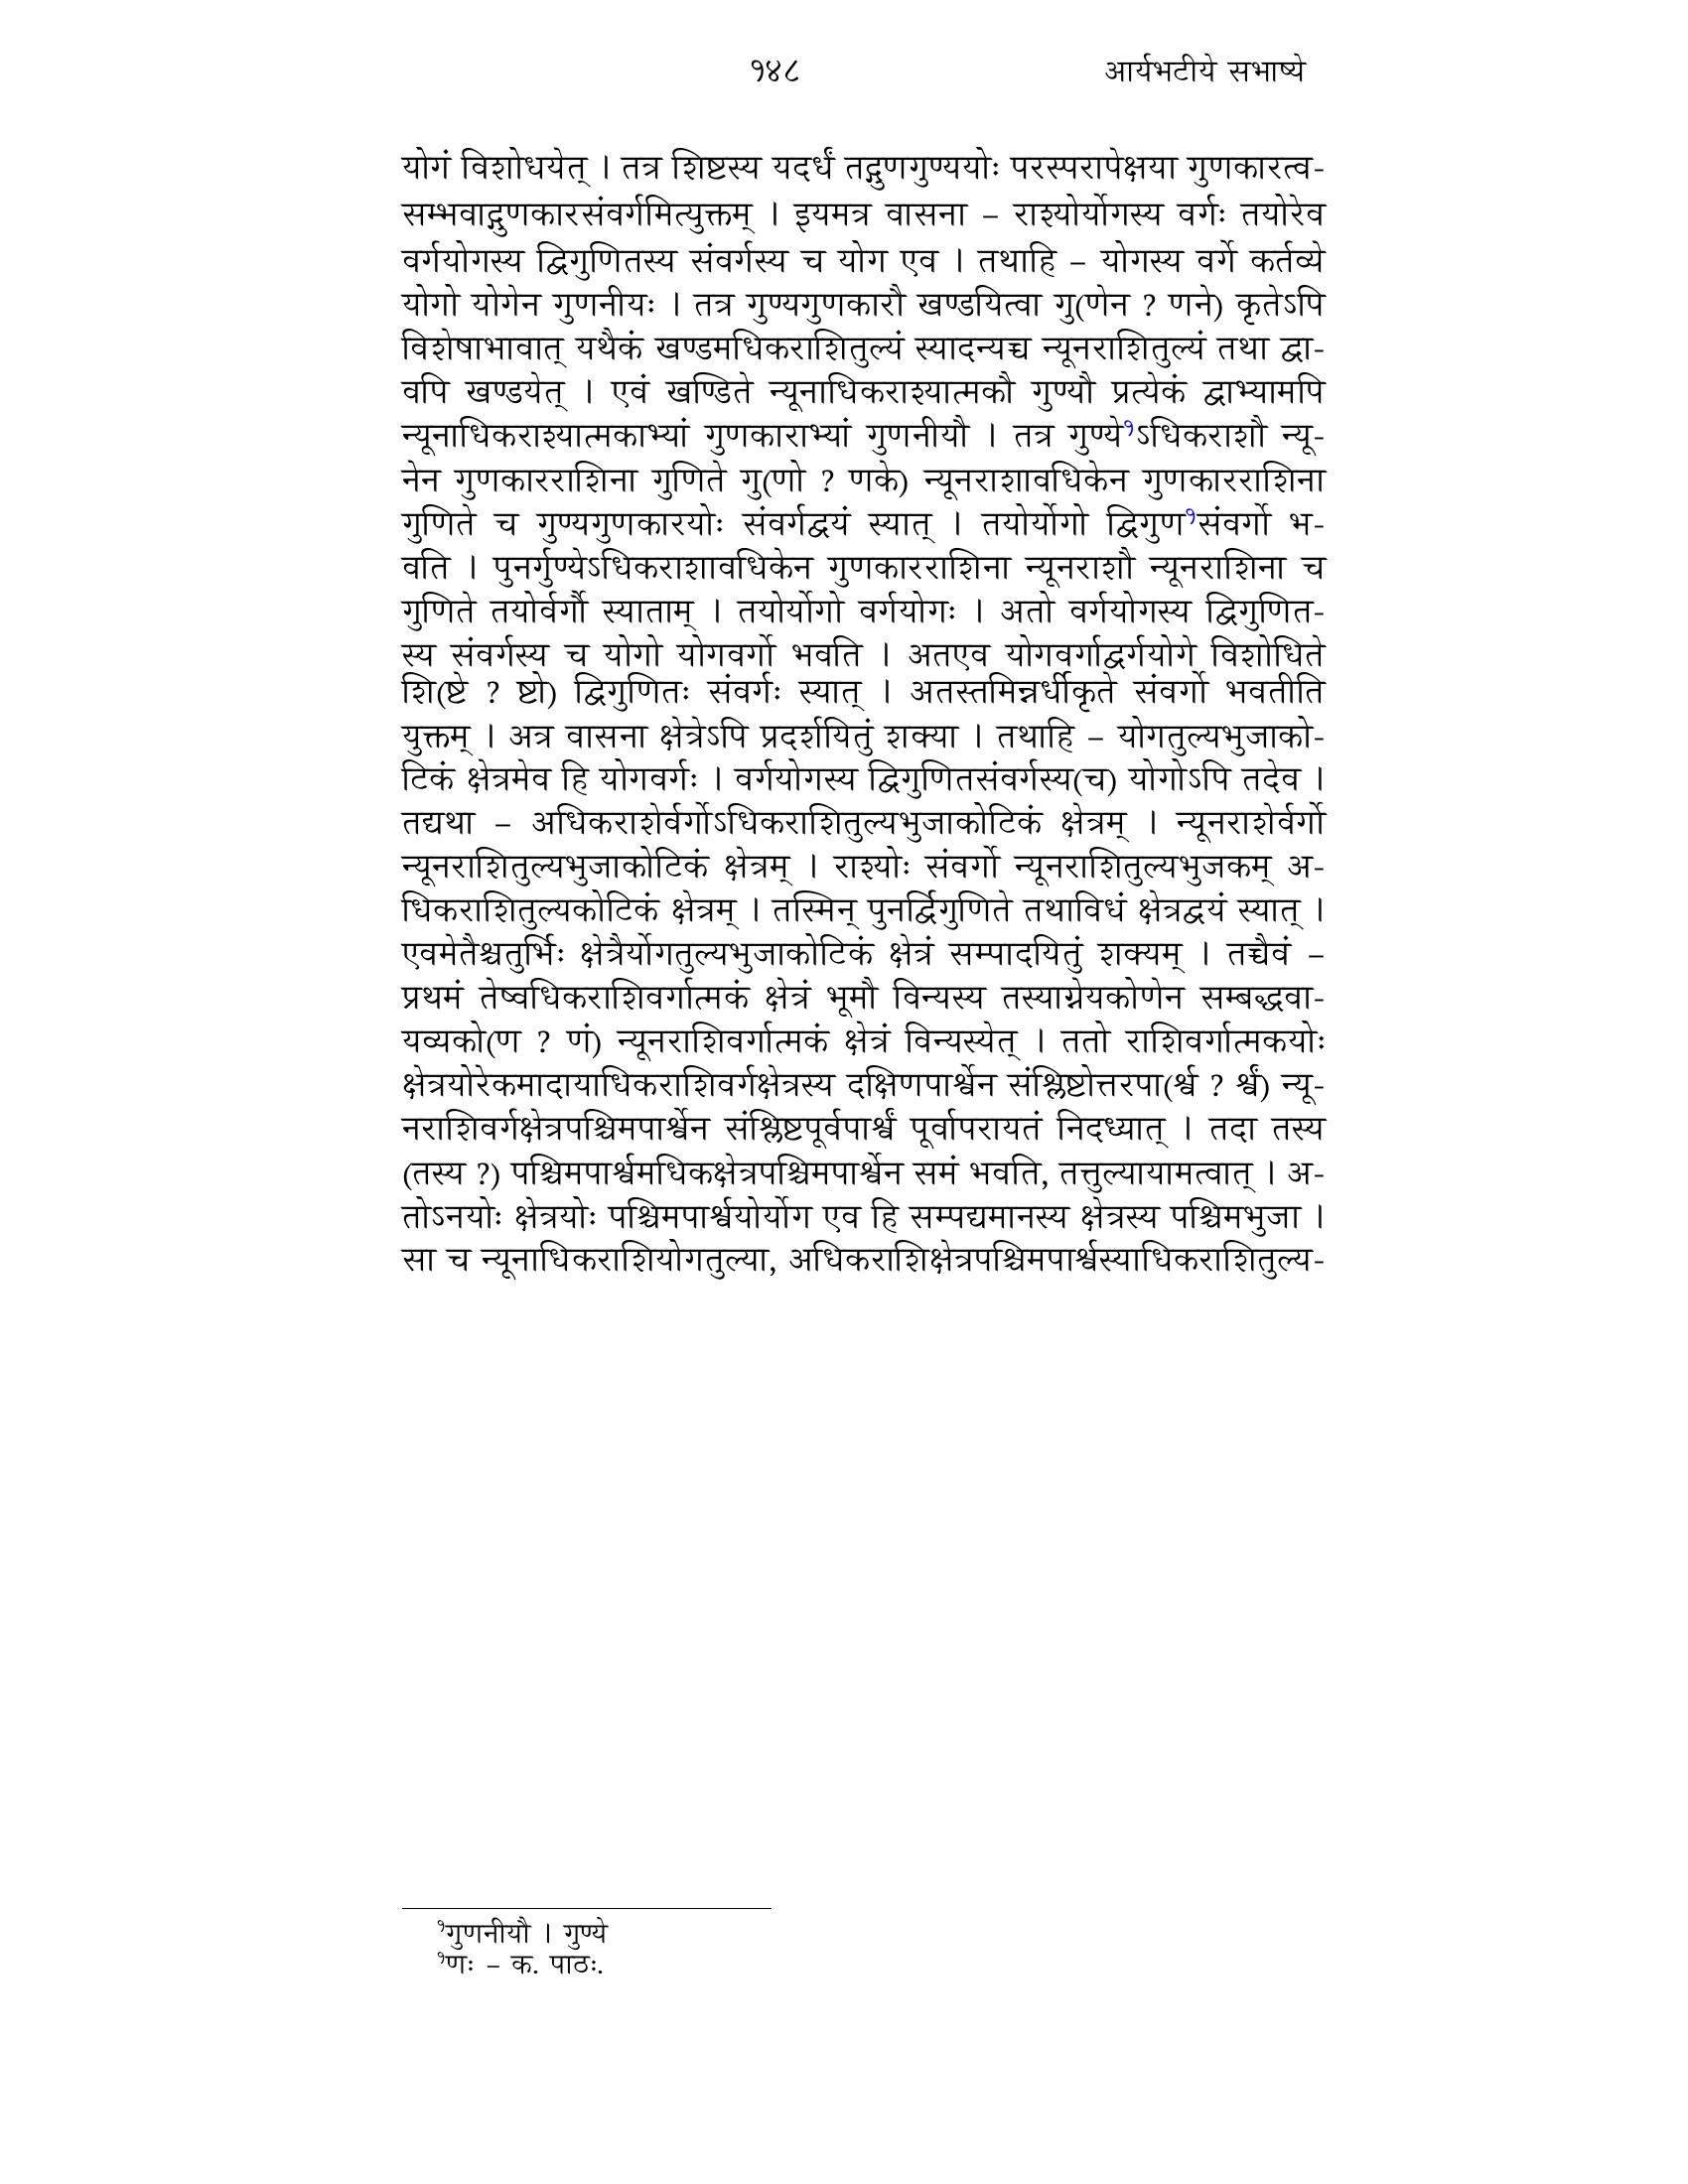 १४८ आर्यभटीये सभाष्ये
योगं विशोधयेत् । तत्र शिष्टस्य यदर्धं तद्गुणगुण्ययोः परस्परापेक्षया गुणकारत्व-
सम्भवाद्गुणकारसंवर्गमित्युक्तम् । इयमत्र वासना – राश्योर्योगस्य वर्गः तयोरेव
वर्गयोगस्य द्विगुणितस्य संवर्गस्य च योग एव । तथाहि – योगस्य वर्गे कर्तव्ये
योगो योगेन गुणनीयः । तत्र गुण्यगुणकारौ खण्डयित्वा गु(णेन ? णने) कृतेऽपि
विशेषाभावात् यथैकं खण्डमधिकराशितुल्यं स्यादन्यच्च न्यूनराशितुल्यं तथा द्वा-
वपि खण्डयेत् । एवं खण्डिते न्यूनाधिकराश्यात्मकौ गुण्यौ प्रत्येकं द्वाभ्यामपि
न्यूनाधिकराश्यात्मकाभ्यां गुणकाराभ्यां गुणनीयौ । तत्र गुण्ये१ऽधिकराशौ न्यू-
नेन गुणकारराशिना गुणिते गु(णो ? णके) न्यूनराशावधिकेन गुणकारराशिना
गुणिते च गुण्यगुणकारयोः संवर्गद्वयं स्यात् । तयोर्योगो द्विगुण१संवर्गो भ-
वति । पुनर्गुण्येऽधिकराशावधिकेन गुणकारराशिना न्यूनराशौ न्यूनराशिना च
गुणिते तयोर्वर्गौ स्याताम् । तयोर्योगो वर्गयोगः । अतो वर्गयोगस्य द्विगुणित-
स्य संवर्गस्य च योगो योगवर्गो भवति । अतएव योगवर्गाद्वर्गयोगे विशोधिते
शि(ष्टे ? ष्टो) द्विगुणितः संवर्गः स्यात् । अतस्तमिन्नर्धीकृते संवर्गो भवतीति
युक्तम् । अत्र वासना क्षेत्रेऽपि प्रदर्शयितुं शक्या । तथाहि – योगतुल्यभुजाको-
टिकं क्षेत्रमेव हि योगवर्गः । वर्गयोगस्य द्विगुणितसंवर्गस्य(च) योगोऽपि तदेव ।
तद्यथा – अधिकराशेर्वर्गोऽधिकराशितुल्यभुजाकोटिकं क्षेत्रम् । न्यूनराशेर्वर्गो
न्यूनराशितुल्यभुजाकोटिकं क्षेत्रम् । राश्योः संवर्गो न्यूनराशितुल्यभुजकम् अ-
धिकराशितुल्यकोटिकं क्षेत्रम् । तस्मिन् पुनर्द्विगुणिते तथाविधं क्षेत्रद्वयं स्यात् ।
एवमेतैश्चतुर्भिः क्षेत्रैर्योगतुल्यभुजाकोटिकं क्षेत्रं सम्पादयितुं शक्यम् । तच्चैवं –
प्रथमं तेष्वधिकराशिवर्गात्मकं क्षेत्रं भूमौ विन्यस्य तस्याग्नेयकोणेन सम्बद्धवा-
यव्यको(ण ? णं) न्यूनराशिवर्गात्मकं क्षेत्रं विन्यस्येत् । ततो राशिवर्गात्मकयोः
क्षेत्रयोरेकमादायाधिकराशिवर्गक्षेत्रस्य दक्षिणपार्श्वेन संश्लिष्टोत्तरपा(र्श्व ? र्श्वं) न्यू-
नराशिवर्गक्षेत्रपश्चिमपार्श्वेन संश्लिष्टपूर्वपार्श्वं पूर्वापरायतं निदध्यात् । तदा तस्य
(तस्य ?) पश्चिमपार्श्वमधिकक्षेत्रपश्चिमपार्श्वेन समं भवति, तत्तुल्यायामत्वात् । अ-
तोऽनयोः क्षेत्रयोः पश्चिमपार्श्वयोर्योग एव हि सम्पद्यमानस्य क्षेत्रस्य पश्चिमभुजा ।
सा च न्यूनाधिकराशियोगतुल्या, अधिकराशिक्षेत्रपश्चिमपार्श्वस्याधिकराशितुल्य-
१गुणनीयौ । गुण्ये
१णः – क. पाठः.